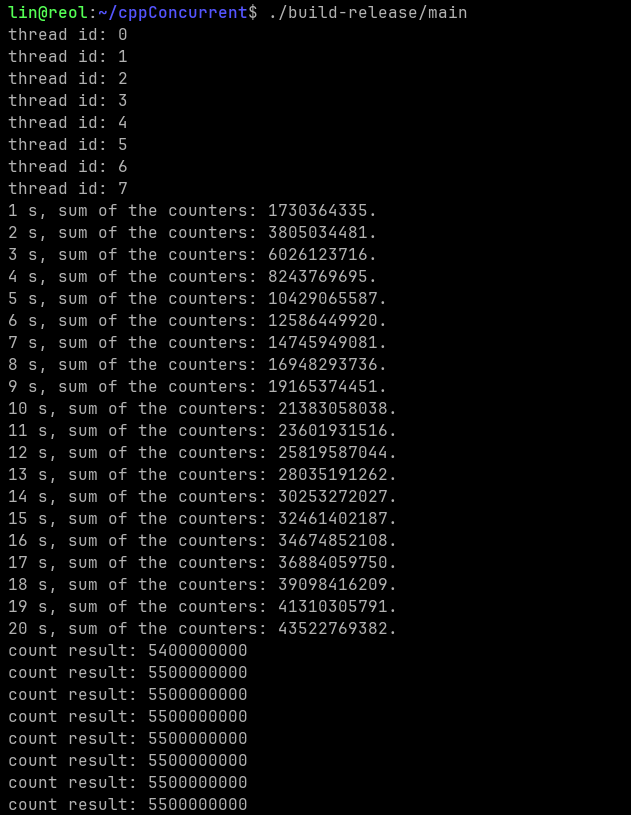 lin@reol:~/cppConcurrent$ ./build-release/main
thread id: 0
thread id: 1
thread id: 2
thread id: 3
thread id: 4
thread id: 5
thread id: 6
thread id: 7
1 s, sum of the counters: 1730364335.
2 s, sum of the counters: 3805034481.
3 s, sum of the counters: 6026123716.
4 s, sum of the counters: 8243769695.
5 s, sum of the counters: 10429065587.
6 s, sum of the counters: 12586449920.
7 s, sum of the counters: 14745949081.
8 s, sum of the counters: 16948293736.
9 s, sum of the counters: 19165374451.
10 s, sum of the counters: 21383058038.
11 s, sum of the counters: 23601931516.
12 s, sum of the counters: 25819587044.
13 s, sum of the counters: 28035191262.
14 s, sum of the counters: 30253272027.
15 s, sum of the counters: 32461402187.
16 s, sum of the counters: 34674852108.
17 s, sum of the counters: 36884059750.
18 s, sum of the counters: 39098416209.
19 s, sum of the counters: 41310305791.
20 s, sum of the counters: 43522769382.
count result: 5400000000
count result: 5500000000
count result: 5500000000
count result: 5500000000
count result: 5500000000
count result: 5500000000
count result: 5500000000
count result: 5500000000